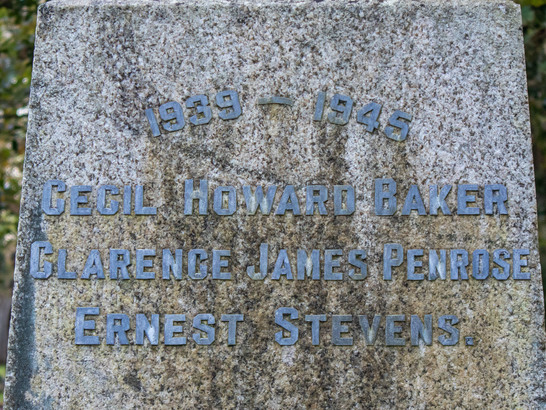 1939 – 1945
CECIL HOWARD BAKER
CLARENCE JAMES PENROSE
ERNEST STEVENS.